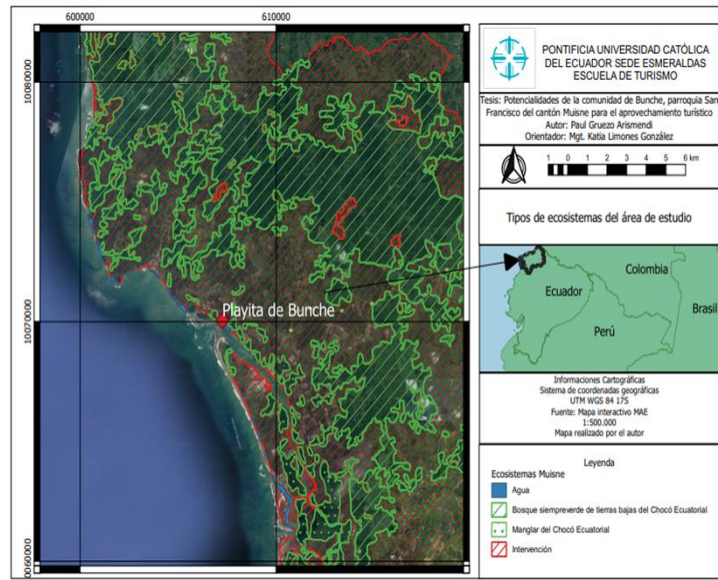 600000
610000
10080000
10070000
0060000
Playita de Bunche
PONTIFICIA UNIVERSIDAD CATÓLICA
DEL ECUADOR SEDE ESMERALDAS
ESCUELA DE TURISMO
Tesis: Potencialidades de la comunidad de Bunche, parroquia San
Francisco del cantón Muisne para el aprovechamiento turístico
Autor: Paul Gruezo Arismendi
Orientador: Mgt. Katia Limones González
1 0 1 2 3 4 5 6 km
Tipos de ecosistemas del área de estudio
Colombia
Ecuador
Brasil
Perú
Informaciones Cartográficas
Sistema de coordenadas geográficas
UTM WGS 84 17S
Fuente: Mapa interactivo MAE
1:500.000
Mapa realizado por el autor
Leyenda
Ecosistemas Muisne
Agua
Bosque siempreverde de tierras bajas del Chocó Ecuatorial
Manglar del Chocó Ecuatorial
Intervención